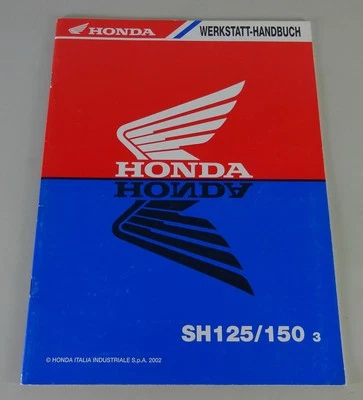 HONDA WERKSTATT-HANDBUCH
HONDA
HONDA
SH125/150 3
© HONDA ITALIA INDUSTRIALE S.p.A. 2002